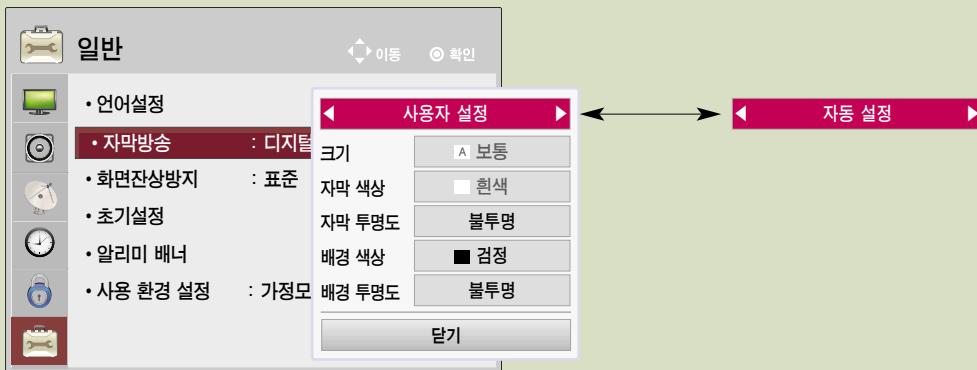 일반
이동 확인
• 언어설정
• 자막방송 : 디지털
• 화면잔상방지 : 표준
• 초기설정
• 알리미 배너
• 사용 환경 설정 : 가정모
사용자 설정
크기 A 보통
자막 색상 흰색
자막 투명도 불투명
배경 색상 검정
배경 투명도 불투명
닫기
자동 설정